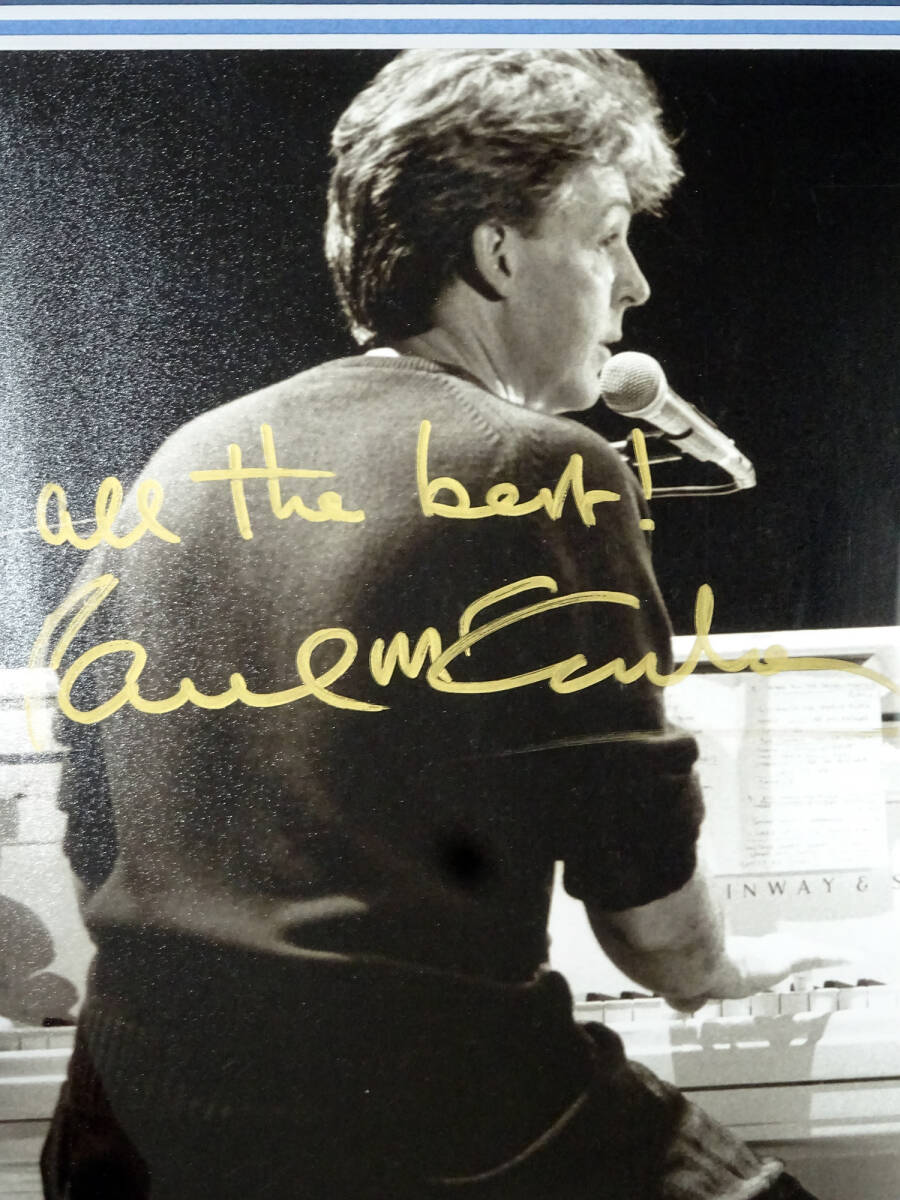 all the best!
Paul McCartney
INWAY & S